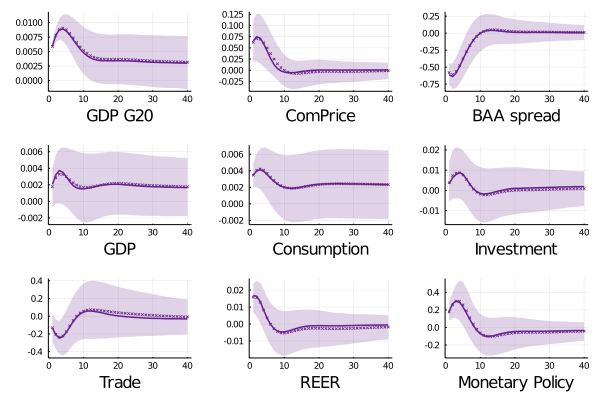 0.0100
0.0075
0.0050
0.0025
0.0000
0 10 20 30 40
GDP G20
0.125
0.100
0.075
0.050
0.025
0.000
-0.025
0 10 20 30 40
ComPrice
0.25
0.00
-0.25
-0.50
-0.75
0 10 20 30 40
BAA spread
0.006
0.004
0.002
0.000
-0.002
0 10 20 30 40
GDP
0.006
0.004
0.002
0.000
-0.002
0 10 20 30 40
Consumption
0.02
0.01
0.00
-0.01
0 10 20 30 40
Investment
0.4
0.2
0.0
-0.2
-0.4
0 10 20 30 40
Trade
0.02
0.01
0.00
-0.01
0 10 20 30 40
REER
0.4
0.2
0.0
-0.2
0 10 20 30 40
Monetary Policy